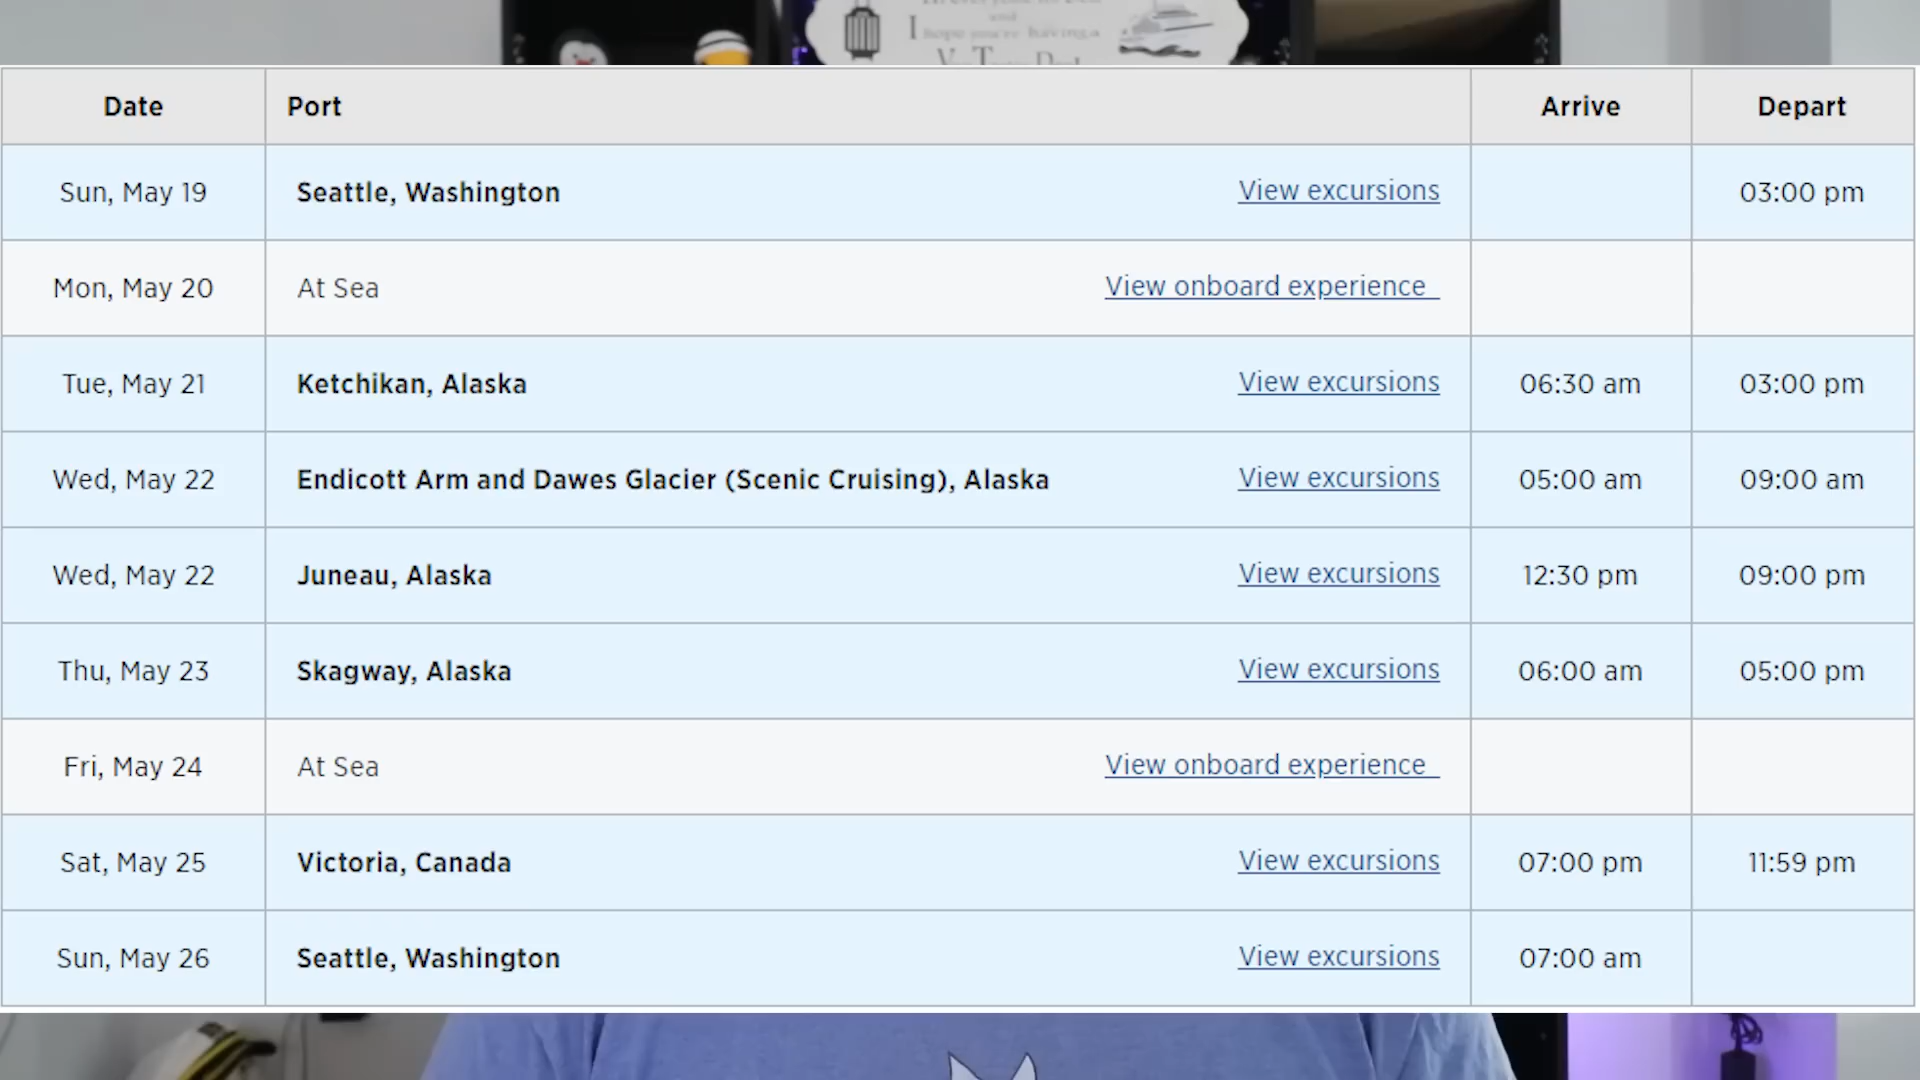 and
I hope you're having a
Date Port Arrive Depart
Sun, May 19 Seattle, Washington View excursions 03:00 pm
Mon, May 20 At Sea View onboard experience
Tue, May 21 Ketchikan, Alaska View excursions 06:30 am 03:00 pm
Wed, May 22 Endicott Arm and Dawes Glacier (Scenic Cruising), Alaska View excursions 05:00 am 09:00 am
Wed, May 22 Juneau, Alaska View excursions 12:30 pm 09:00 pm
Thu, May 23 Skagway, Alaska View excursions 06:00 am 05:00 pm
Fri, May 24 At Sea View onboard experience
Sat, May 25 Victoria, Canada View excursions 07:00 pm 11:59 pm
Sun, May 26 Seattle, Washington View excursions 07:00 am